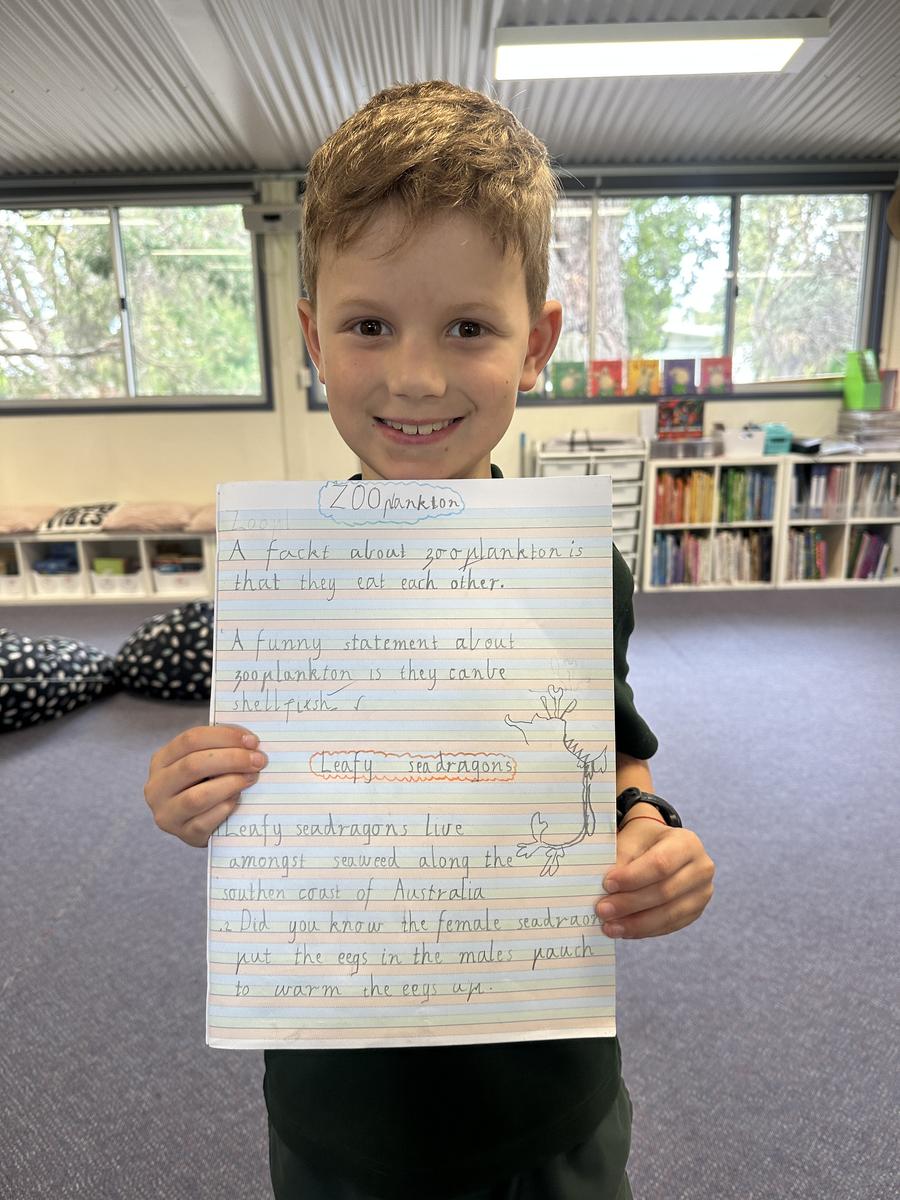 VIBES
ZOOplankton
Zoopl
A fackt about zooplankton is
that they eat each other.
A funny statement about
zooplankton is they canbe
shellfish
Leafy seadragons
Leafy seadragons live
amongst seaweed along the
southen coast of Australia
.2 Did you know the female seadraon
put the eegs in the males pauch
to warm the eegs up.